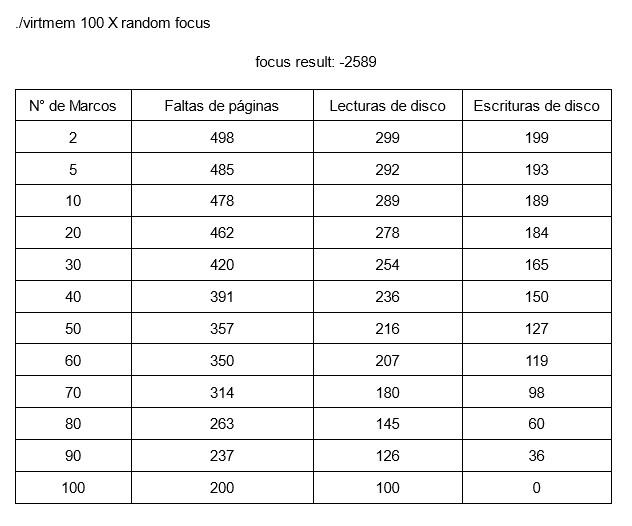 ./virtmem 100 X random focus
focus result: -2589
N° de Marcos Faltas de páginas Lecturas de disco Escrituras de disco
2 498 299 199
5 485 292 193
10 478 289 189
20 462 278 184
30 420 254 165
40 391 236 150
50 357 216 127
60 350 207 119
70 314 180 98
80 263 145 60
90 237 126 36
100 200 100 0